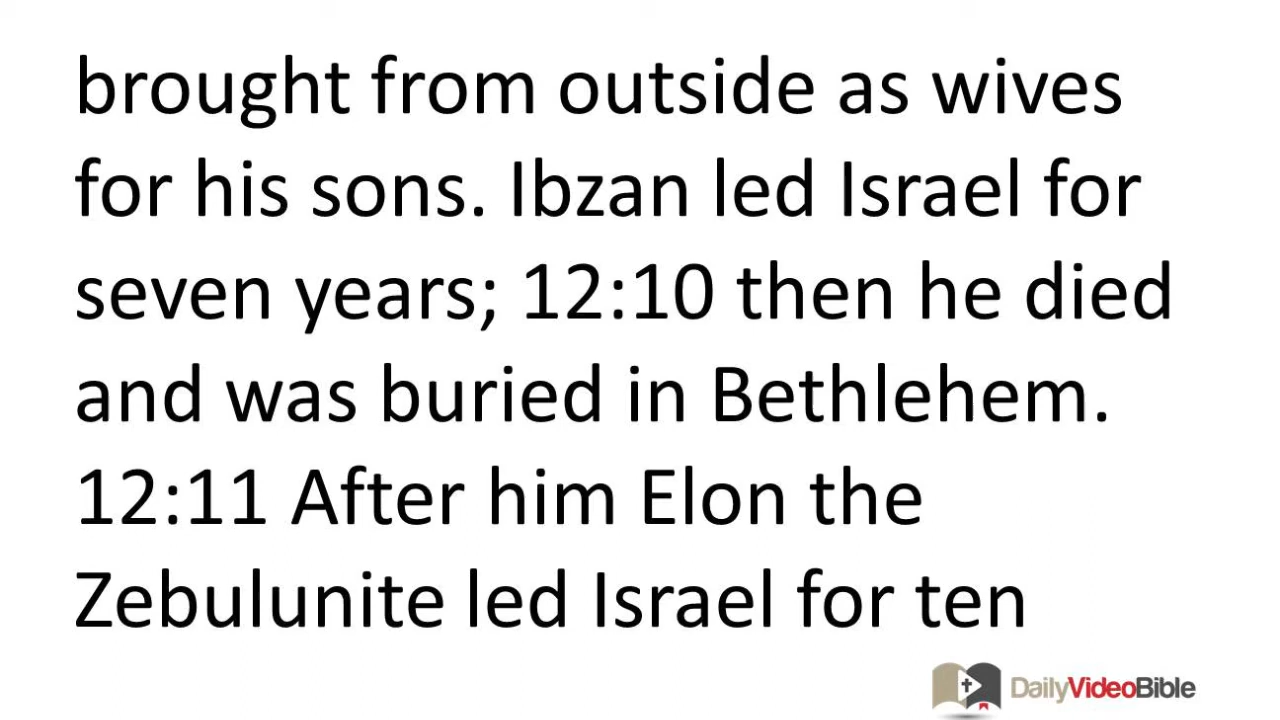 brought from outside as wives
for his sons. Ibzan led Israel for
seven years; 12:10 then he died
and was buried in Bethlehem.
12:11 After him Elon the
Zebulunite led Israel for ten
DailyVideoBible